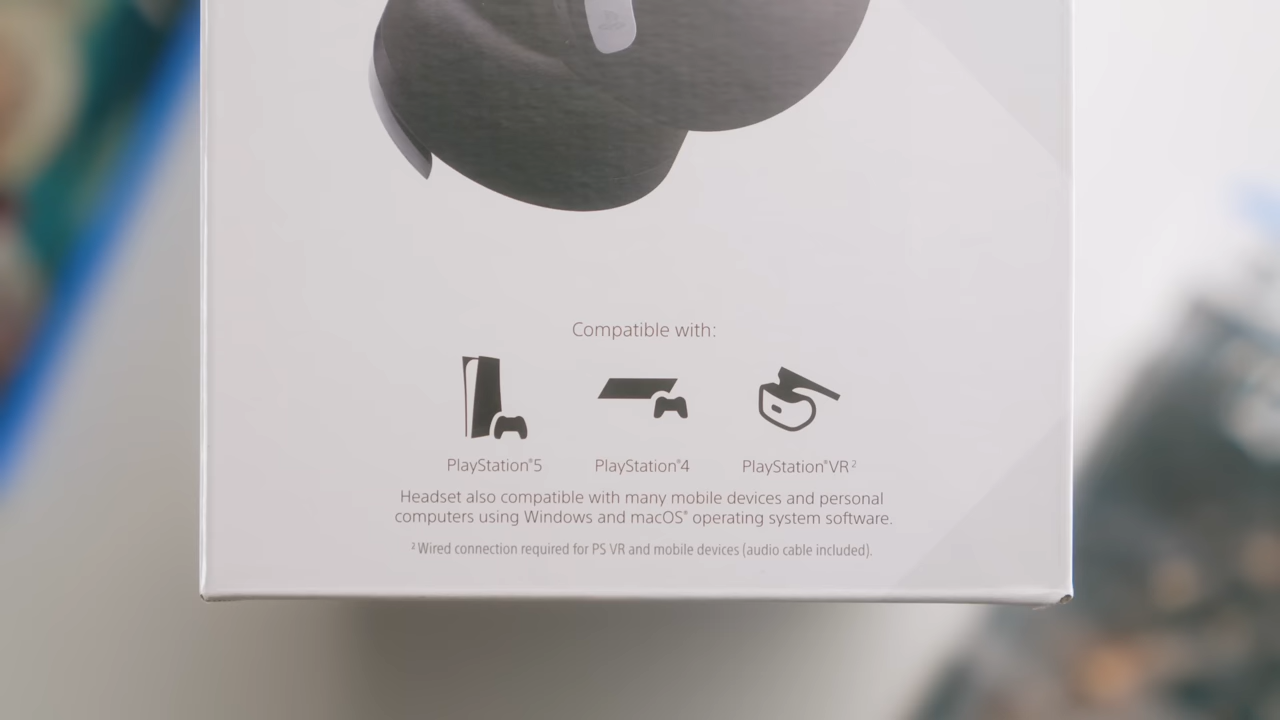 Compatible with:
PlayStation®5
PlayStation®4
PlayStation®VR²
Headset also compatible with many mobile devices and personal
computers using Windows and macOS® operating system software.
² Wired connection required for PS VR and mobile devices (audio cable included).